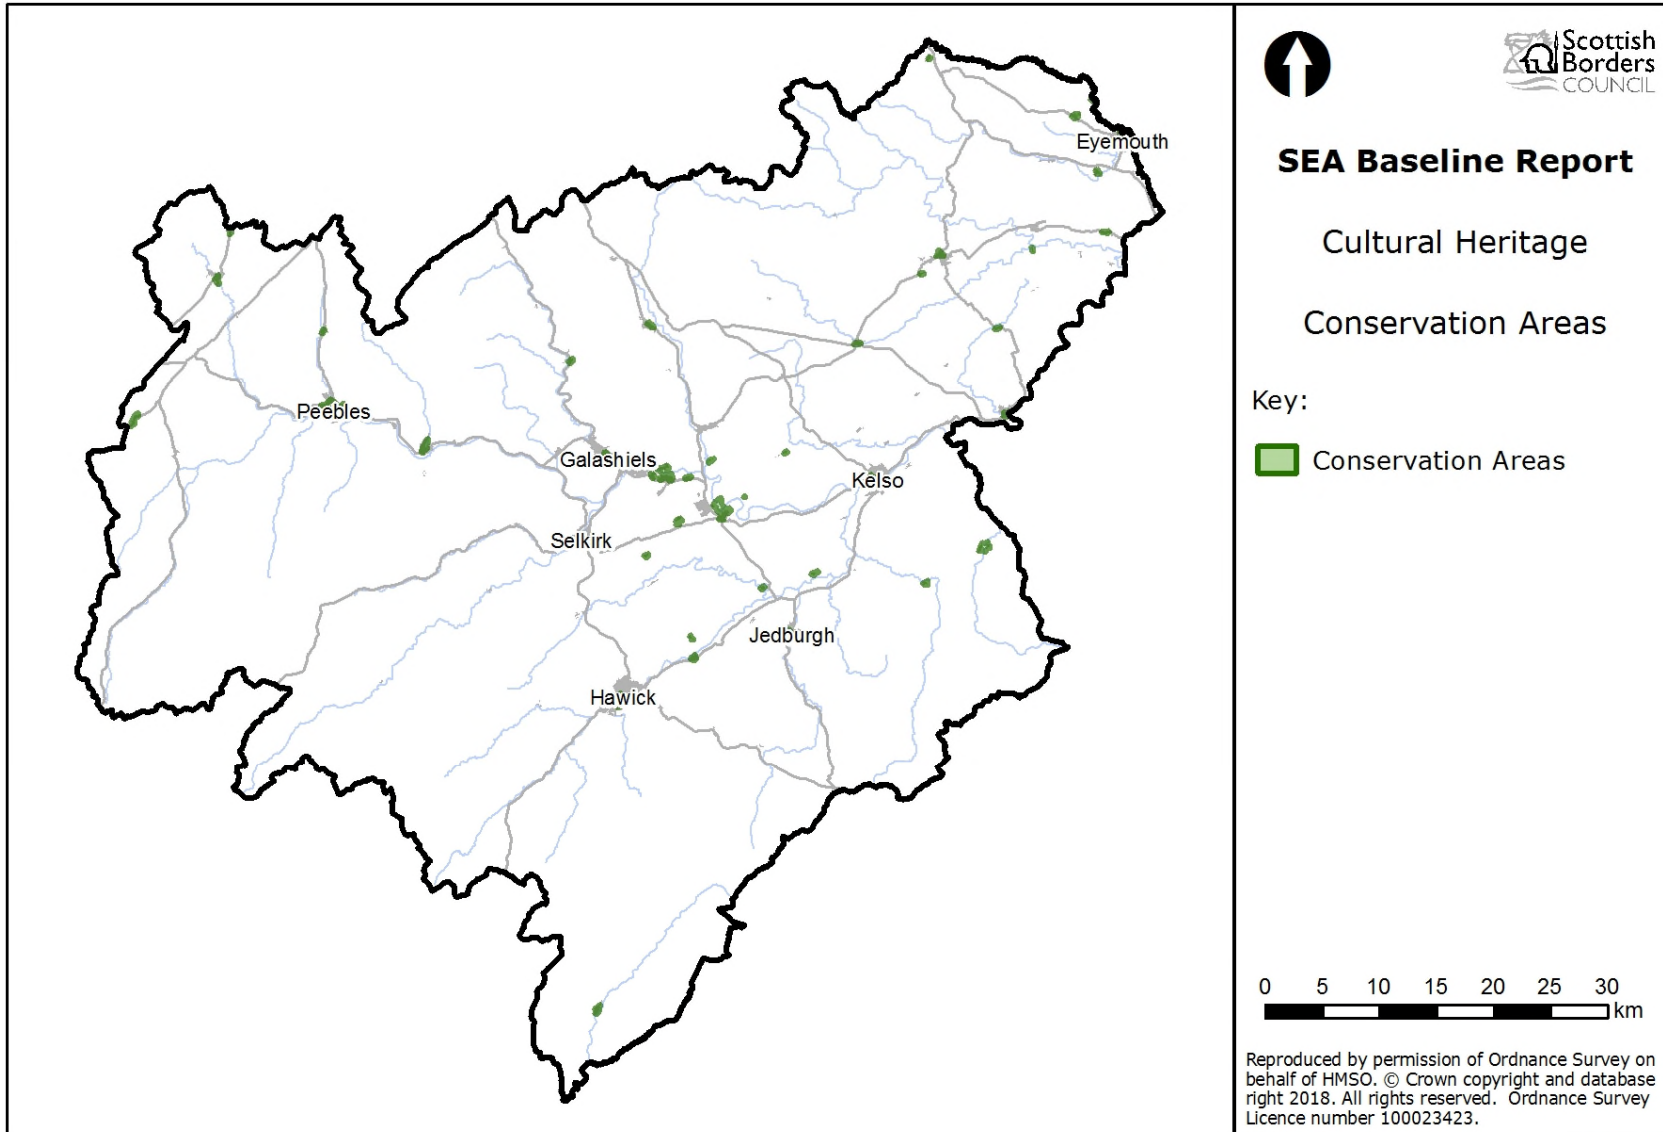 Eyemouth
Peebles
Galashiels
Kelso
Selkirk
Jedburgh
Hawick
Scottish
Borders
COUNCIL
SEA Baseline Report
Cultural Heritage
Conservation Areas
Key:
Conservation Areas
0 5 10 15 20 25 30
km
Reproduced by permission of Ordnance Survey on
behalf of HMSO. © Crown copyright and database
right 2018. All rights reserved. Ordnance Survey
Licence number 100023423.